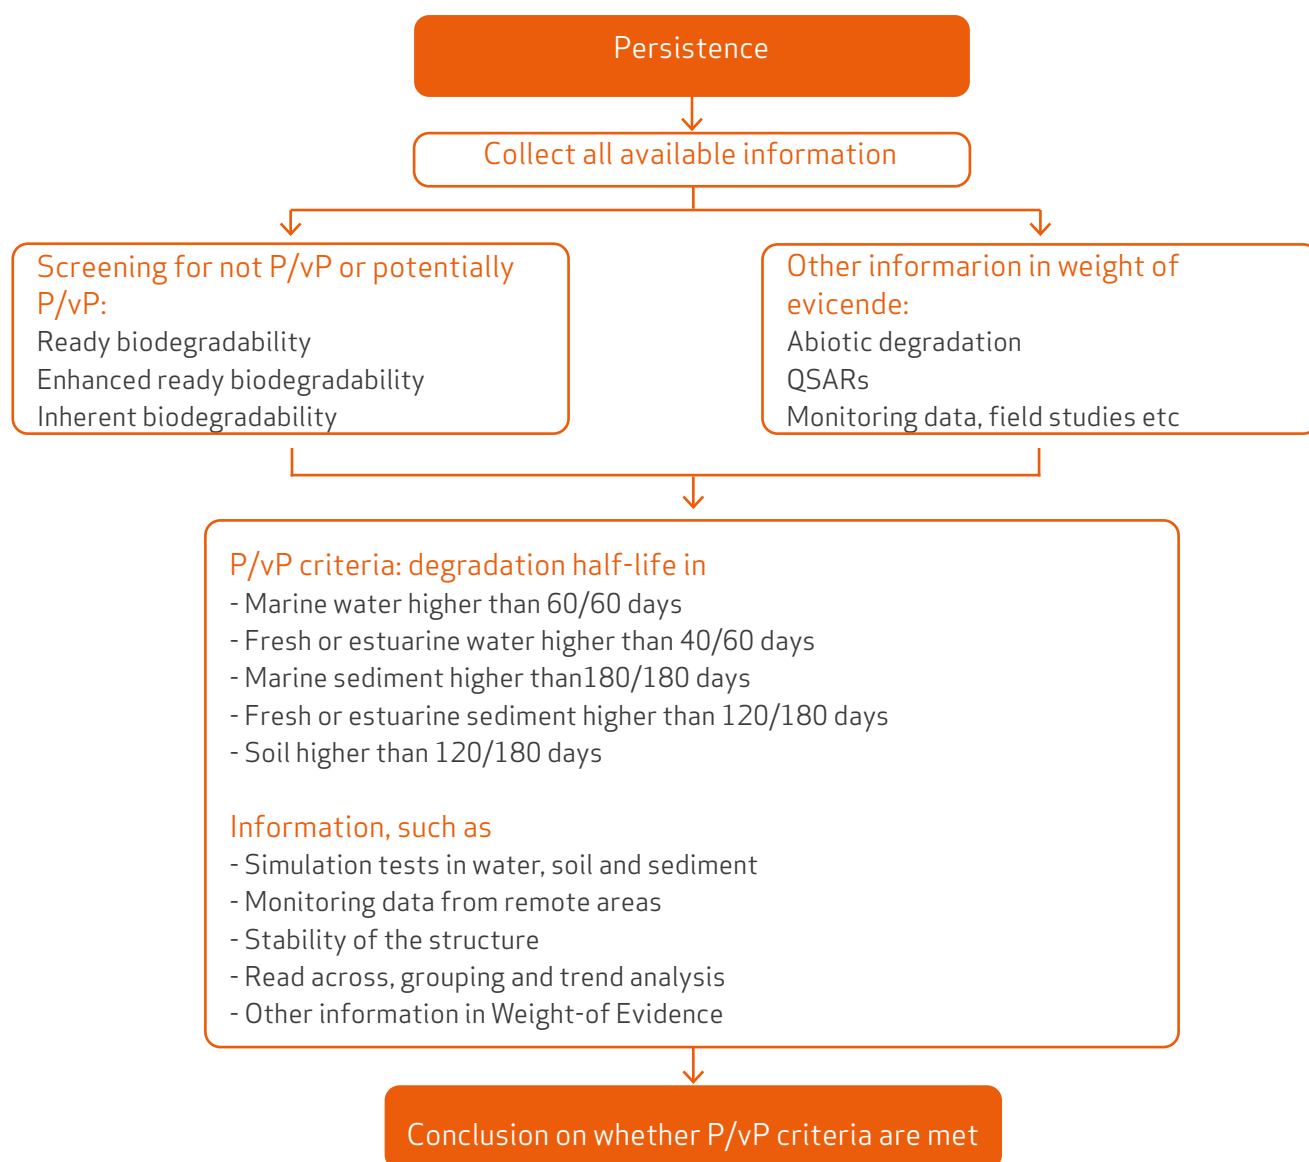 Persistence
Collect all available information
Screening for not P/vP or potentially
P/vP:
Ready biodegradability
Enhanced ready biodegradability
Inherent biodegradability
Other informarion in weight of
evicende:
Abiotic degradation
QSARs
Monitoring data, field studies etc
P/vP criteria: degradation half-life in
- Marine water higher than 60/60 days
- Fresh or estuarine water higher than 40/60 days
- Marine sediment higher than180/180 days
- Fresh or estuarine sediment higher than 120/180 days
- Soil higher than 120/180 days
Information, such as
- Simulation tests in water, soil and sediment
- Monitoring data from remote areas
- Stability of the structure
- Read across, grouping and trend analysis
- Other information in Weight-of Evidence
Conclusion on whether P/vP criteria are met